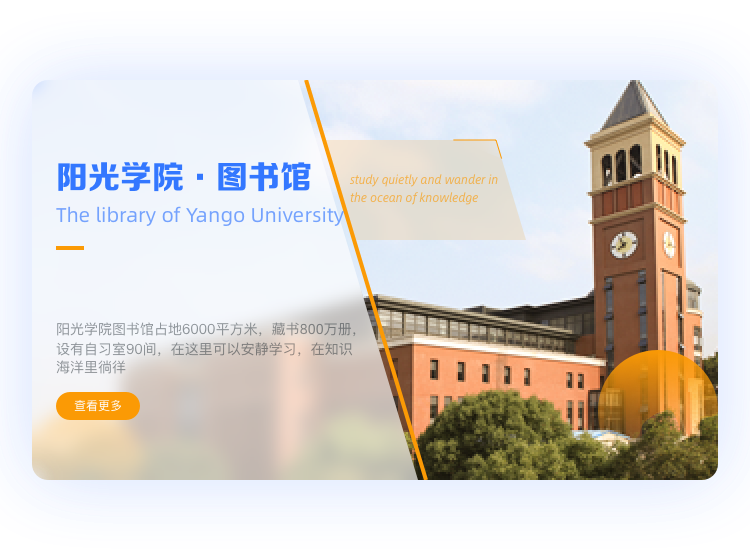 阳光学院·图书馆
The library of Yango University
study quietly and wander in
the ocean of knowledge
阳光学院图书馆占地6000平方米，藏书800万册，
设有自习室90间，在这里可以安静学习，在知识
海洋里徜徉
查看更多